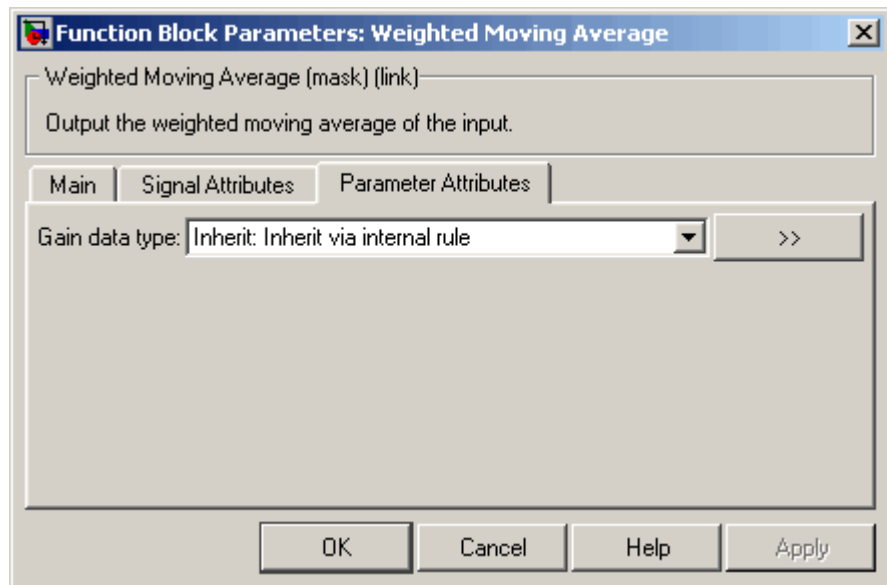 Function Block Parameters: Weighted Moving Average
Weighted Moving Average (mask) (link)
Output the weighted moving average of the input.
Main Signal Attributes Parameter Attributes
Gain data type: Inherit: Inherit via internal rule >>
OK Cancel Help Apply